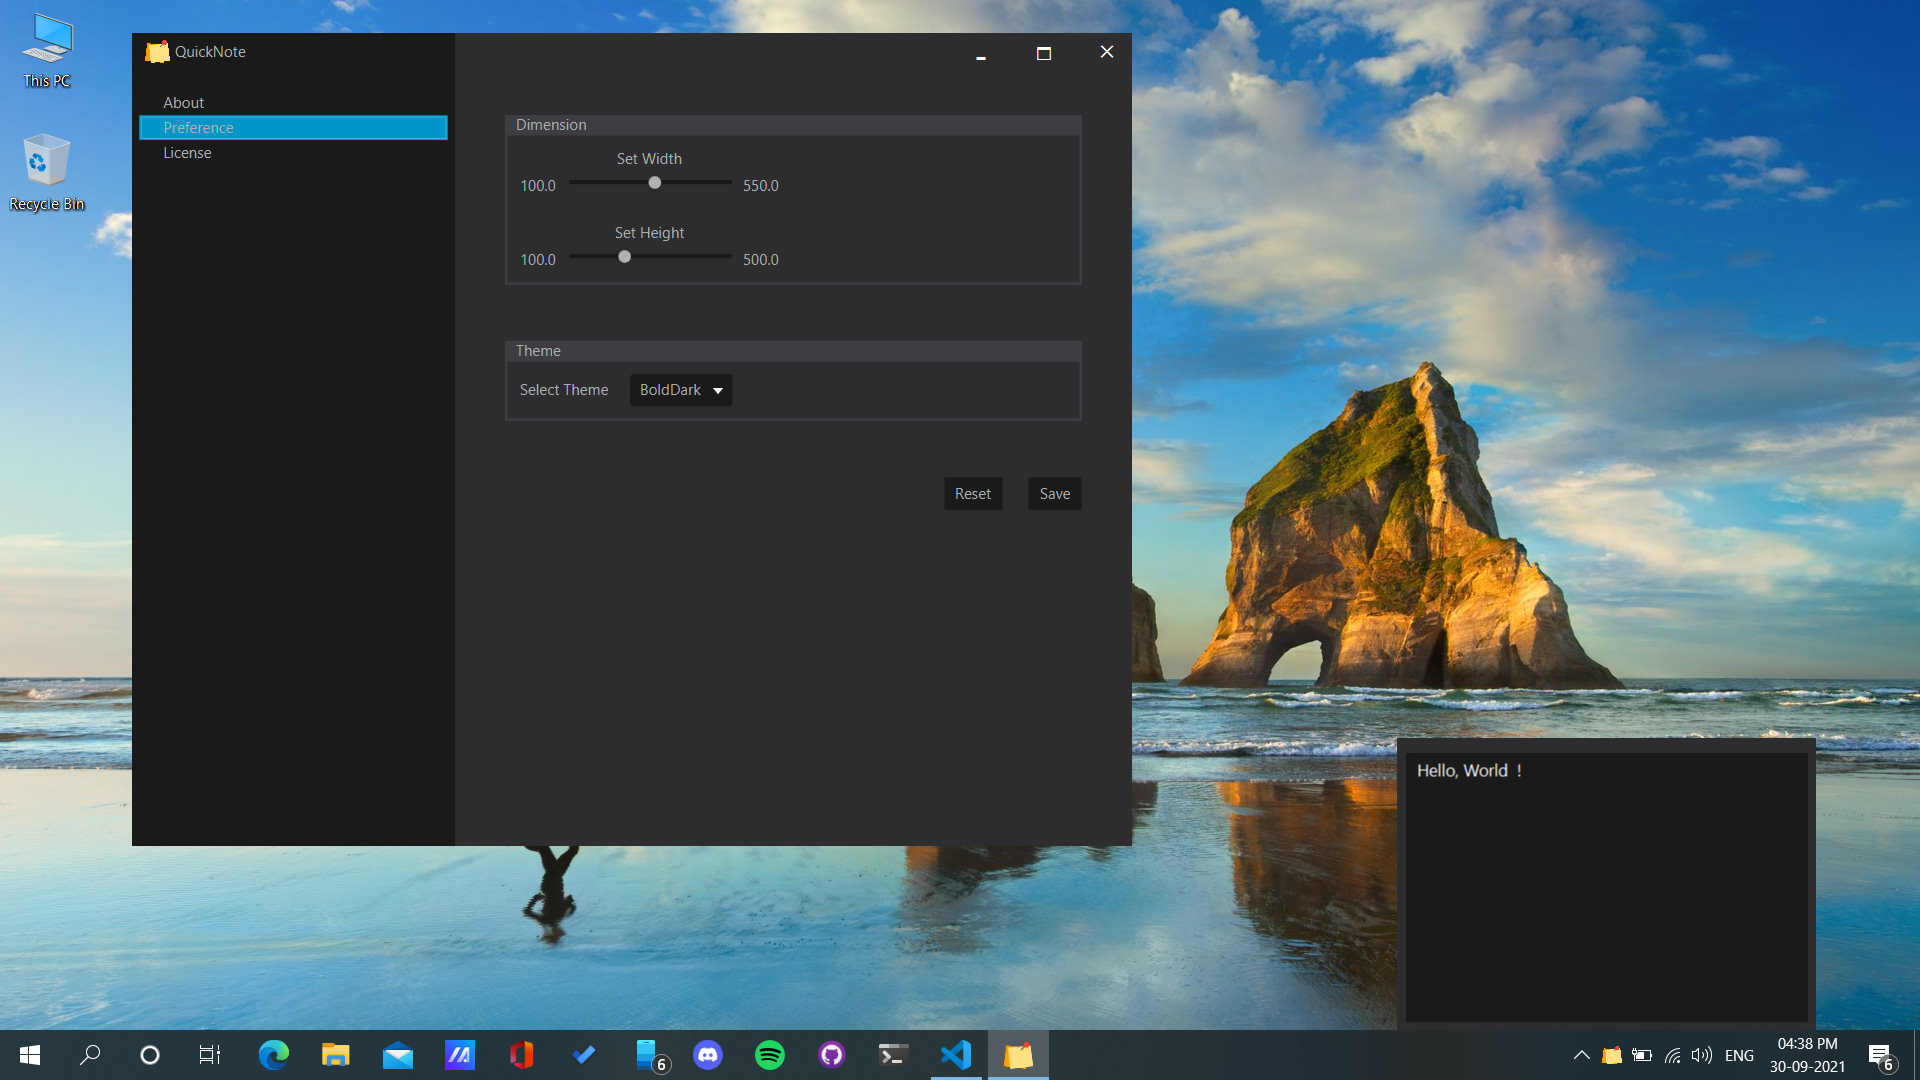 This PC
Recycle Bin
QuickNote
About
Preference
License
Dimension
Set Width
100.0 550.0
Set Height
100.0 500.0
Theme
Select Theme BoldDark
Reset Save
Hello, World !
6
ENG
04:38 PM
30-09-2021
6